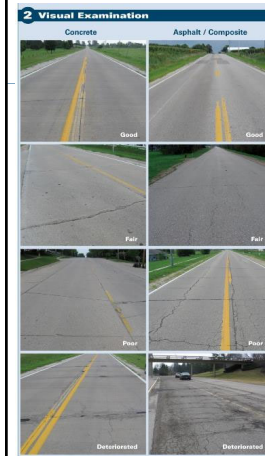 2 Visual Examination
Concrete Asphalt / Composite
Good Good
Fair Fair
Poor Poor
Deteriorated Deteriorated